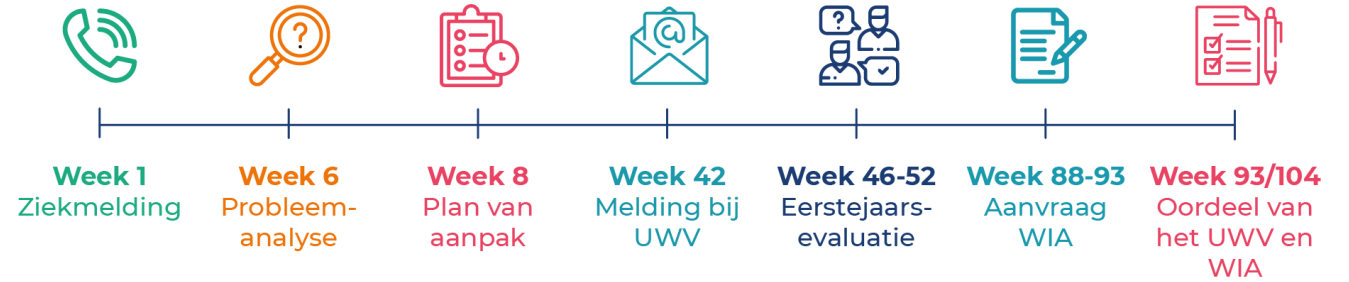 Week 1
Ziekmelding
Week 6
Probleem-
analyse
Week 8
Plan van
aanpak
Week 42
Melding bij
UWV
Week 46-52
Eerstejaars-
evaluatie
Week 88-93
Aanvraag
WIA
Week 93/104
Oordeel van
het UWV en
WIA